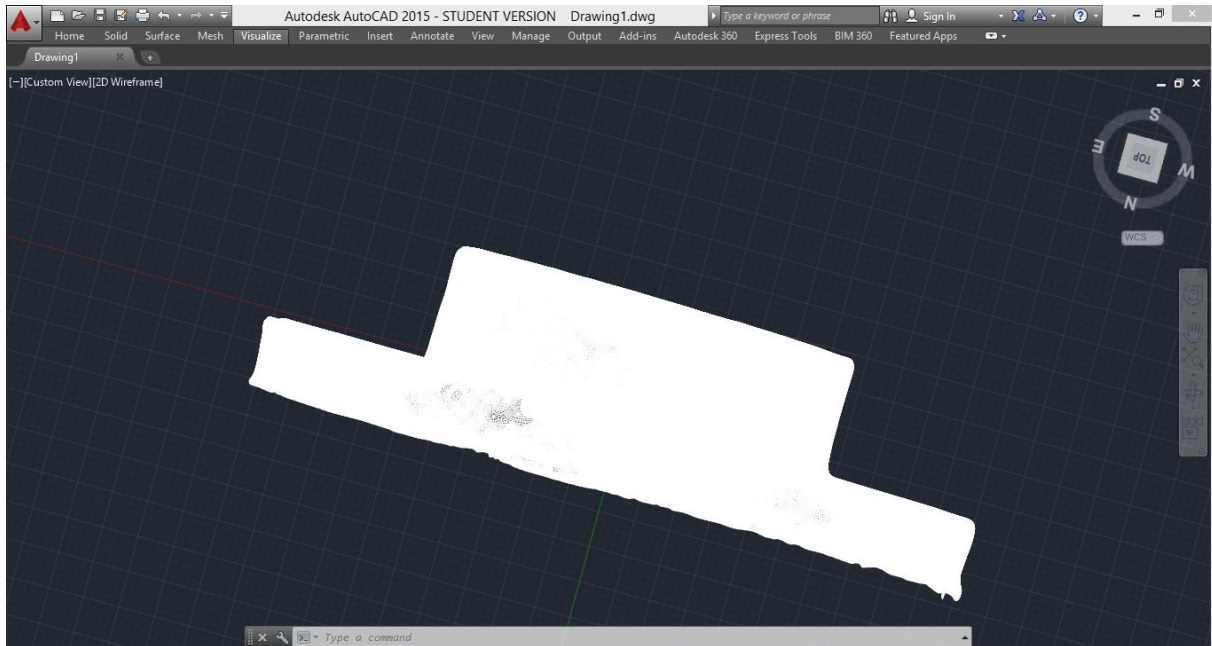 Autodesk AutoCAD 2015 - STUDENT VERSION Drawing1.dwg Type a keyword or phrase Sign In
Home Solid Surface Mesh Visualize Parametric Insert Annotate View Manage Output Add-ins Autodesk 360 Express Tools BIM 360 Featured Apps
Drawing1
[−][Custom View][2D Wireframe]
S
E
TOP
W
N
WCS
Type a command